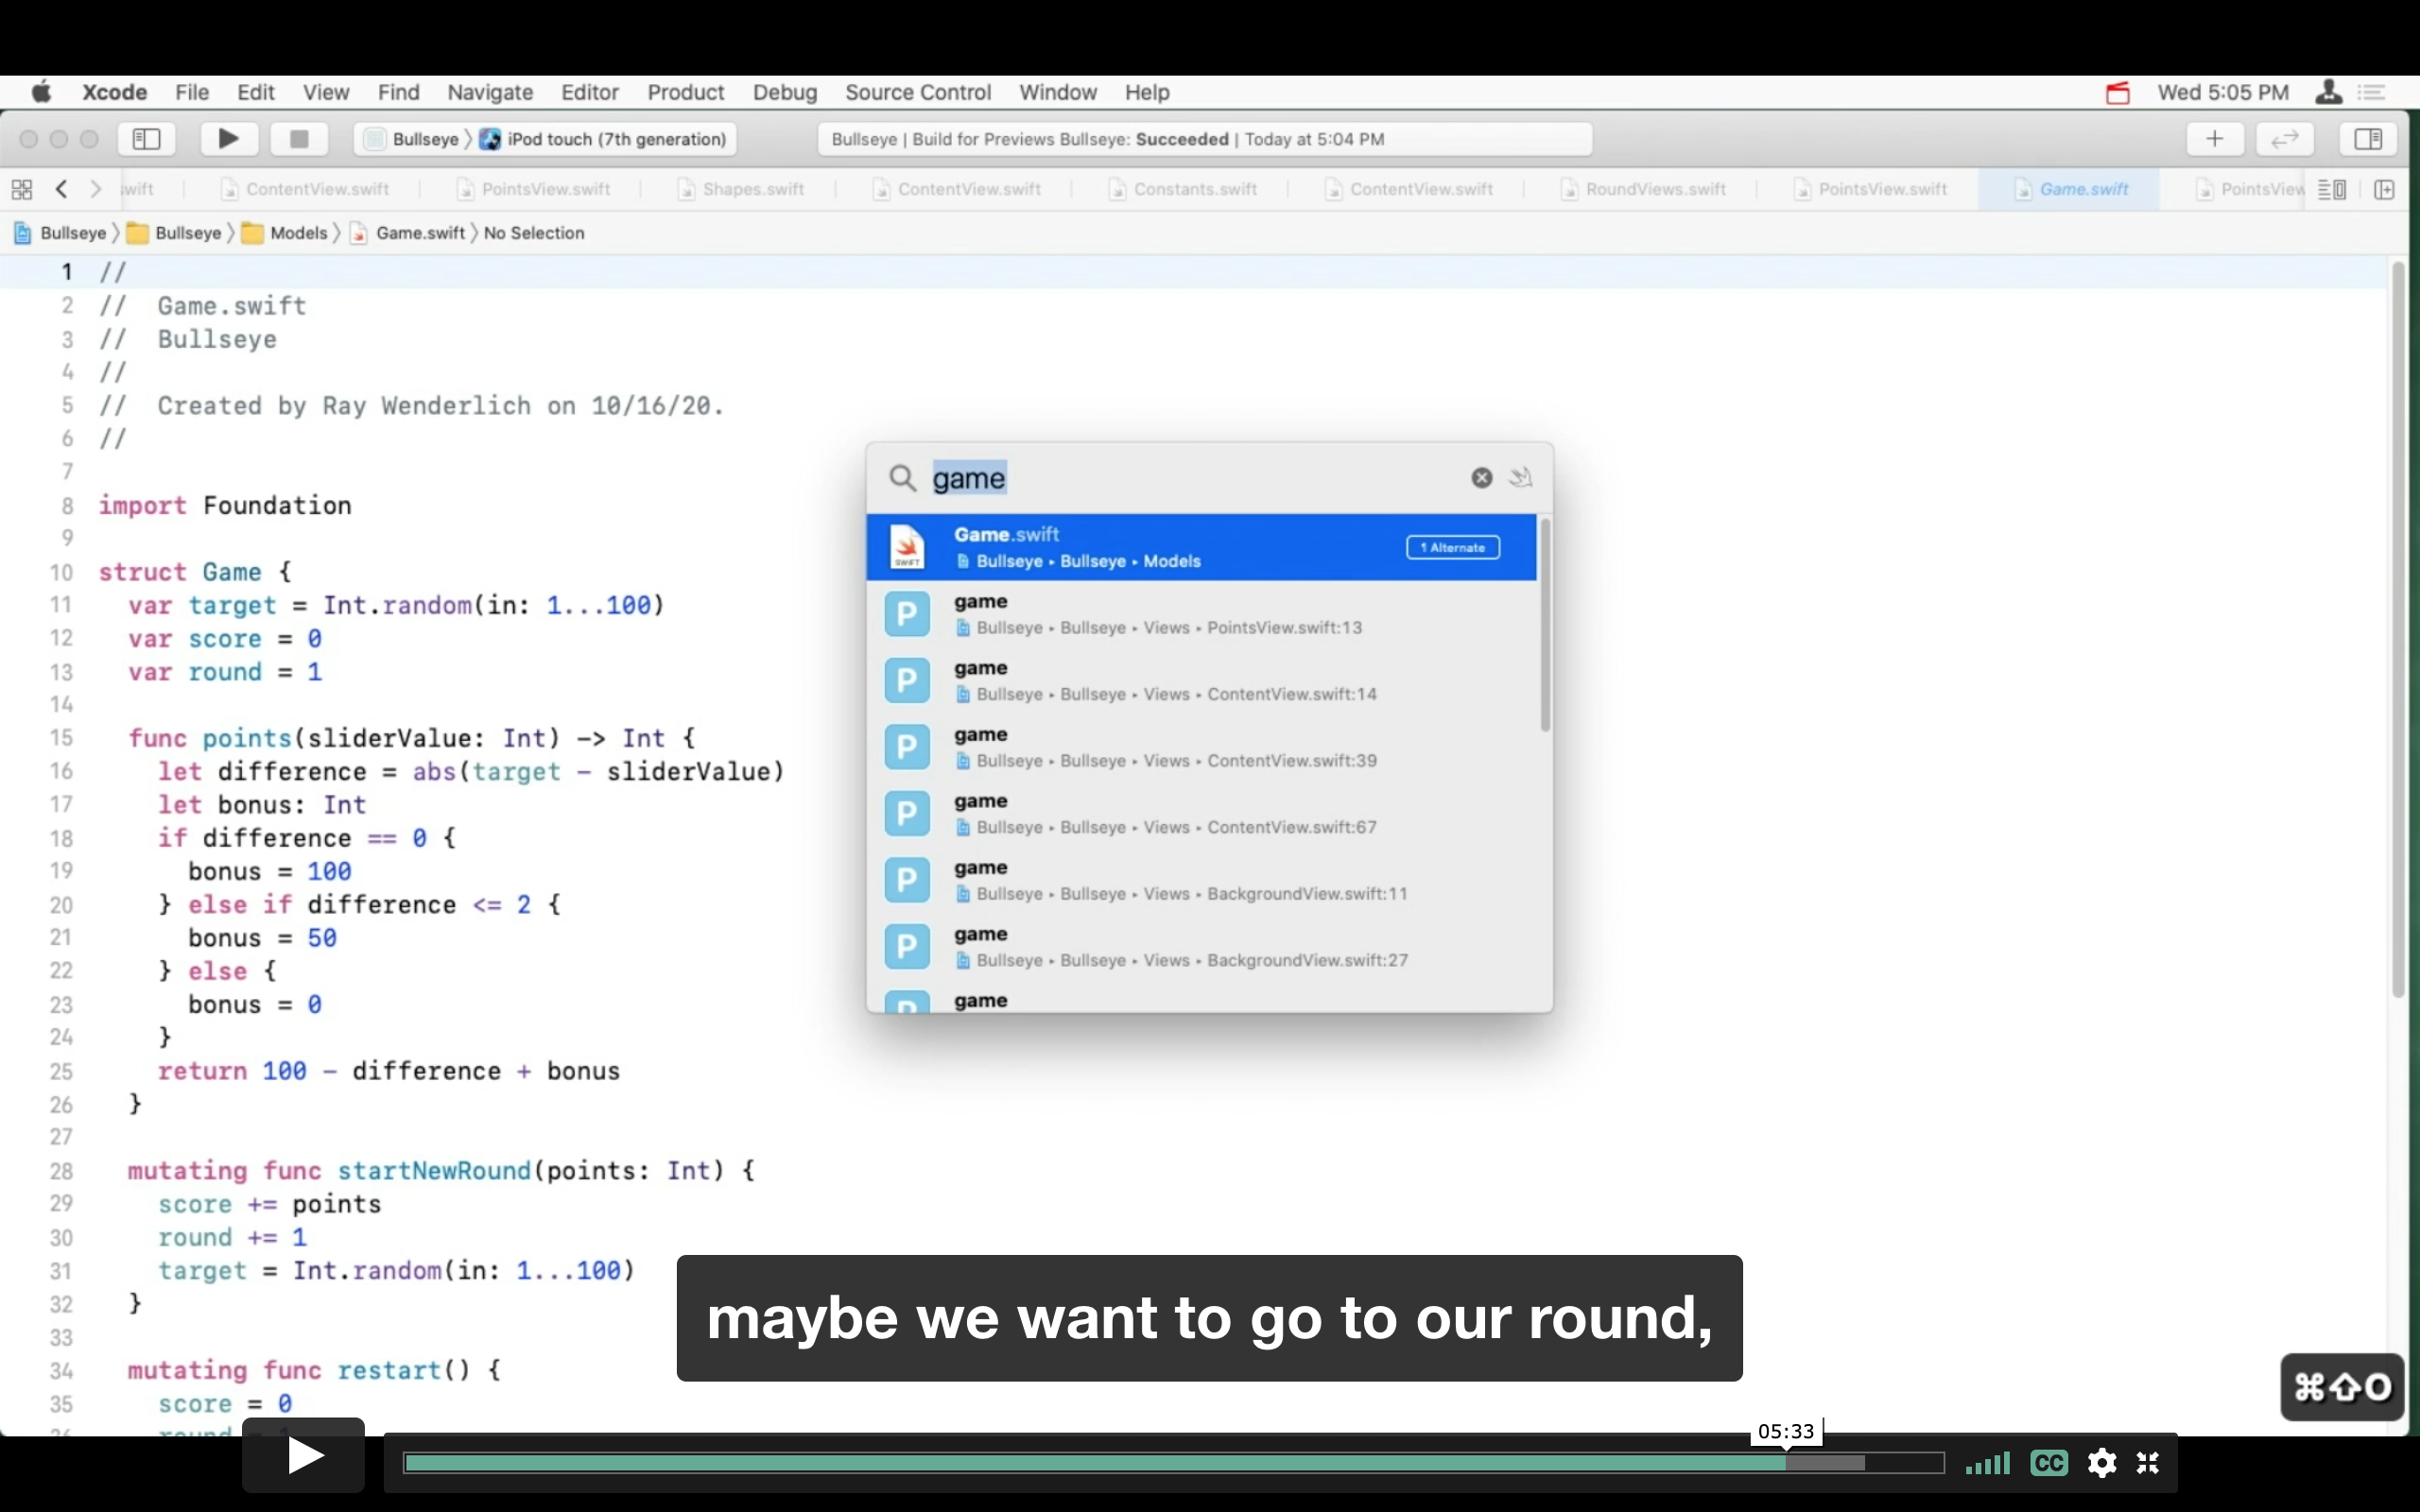 Xcode File Edit View Find Navigate Editor Product Debug Source Control Window Help Wed 5:05 PM
Bullseye 〉 iPod touch (7th generation) Bullseye | Build for Previews Bullseye: Succeeded | Today at 5:04 PM
swift ContentView.swift PointsView.swift Shapes.swift ContentView.swift Constants.swift ContentView.swift RoundViews.swift PointsView.swift Game.swift PointsView
Bullseye 〉 Bullseye 〉 Models 〉 Game.swift 〉 No Selection
1 //
2 //  Game.swift
3 //  Bullseye
4 //
5 //  Created by Ray Wenderlich on 10/16/20.
6 //
7
8 import Foundation
9
10 struct Game {
11   var target = Int.random(in: 1...100)
12   var score = 0
13   var round = 1
14
15   func points(sliderValue: Int) -> Int {
16     let difference = abs(target - sliderValue)
17     let bonus: Int
18     if difference == 0 {
19       bonus = 100
20     } else if difference <= 2 {
21       bonus = 50
22     } else {
23       bonus = 0
24     }
25     return 100 - difference + bonus
26   }
27
28   mutating func startNewRound(points: Int) {
29     score += points
30     round += 1
31     target = Int.random(in: 1...100)
32   }
33
34   mutating func restart() {
35     score = 0
game
Game.swift
Bullseye ▸ Bullseye ▸ Models
1 Alternate
SWIFT
P game
Bullseye ▸ Bullseye ▸ Views ▸ PointsView.swift:13
P game
Bullseye ▸ Bullseye ▸ Views ▸ ContentView.swift:14
P game
Bullseye ▸ Bullseye ▸ Views ▸ ContentView.swift:39
P game
Bullseye ▸ Bullseye ▸ Views ▸ ContentView.swift:67
P game
Bullseye ▸ Bullseye ▸ Views ▸ BackgroundView.swift:11
P game
Bullseye ▸ Bullseye ▸ Views ▸ BackgroundView.swift:27
P game
maybe we want to go to our round,
⌘⇧O
05:33
CC